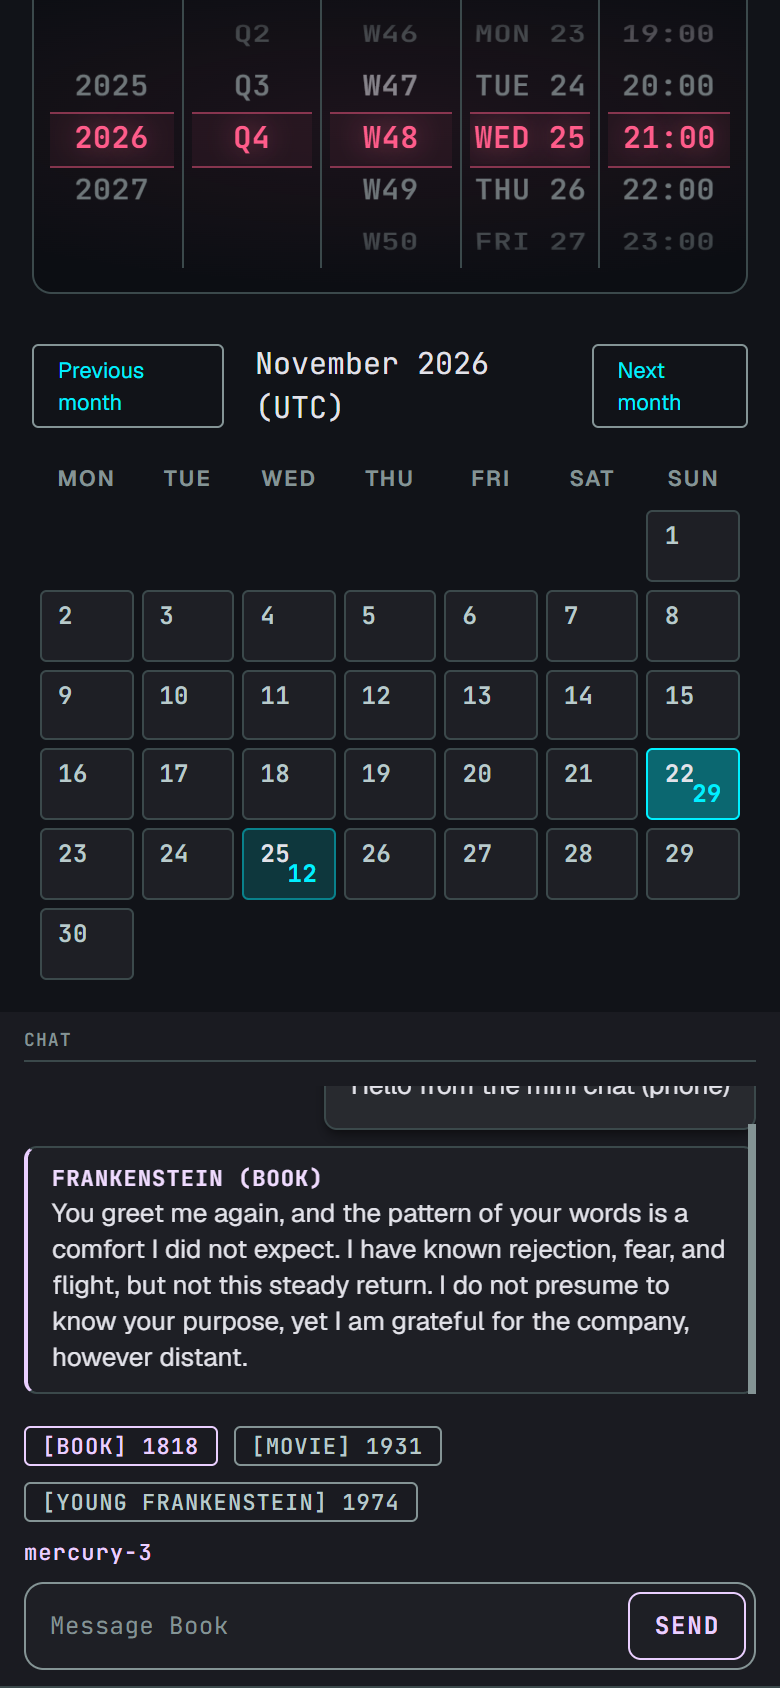 Q2 W46 MON 23 19:00
2025 Q3 W47 TUE 24 20:00
2026 Q4 W48 WED 25 21:00
2027 W49 THU 26 22:00
W50 FRI 27 23:00
Previous month
November 2026 (UTC)
Next month
MON TUE WED THU FRI SAT SUN
1
2 3 4 5 6 7 8
9 10 11 12 13 14 15
16 17 18 19 20 21 22 29
23 24 25 12 26 27 28 29
30
CHAT
Hello from the mini chat (phone)
FRANKENSTEIN (BOOK)
You greet me again, and the pattern of your words is a
comfort I did not expect. I have known rejection, fear, and
flight, but not this steady return. I do not presume to
know your purpose, yet I am grateful for the company,
however distant.
[BOOK] 1818 [MOVIE] 1931
[YOUNG FRANKENSTEIN] 1974
mercury-3
Message Book
SEND